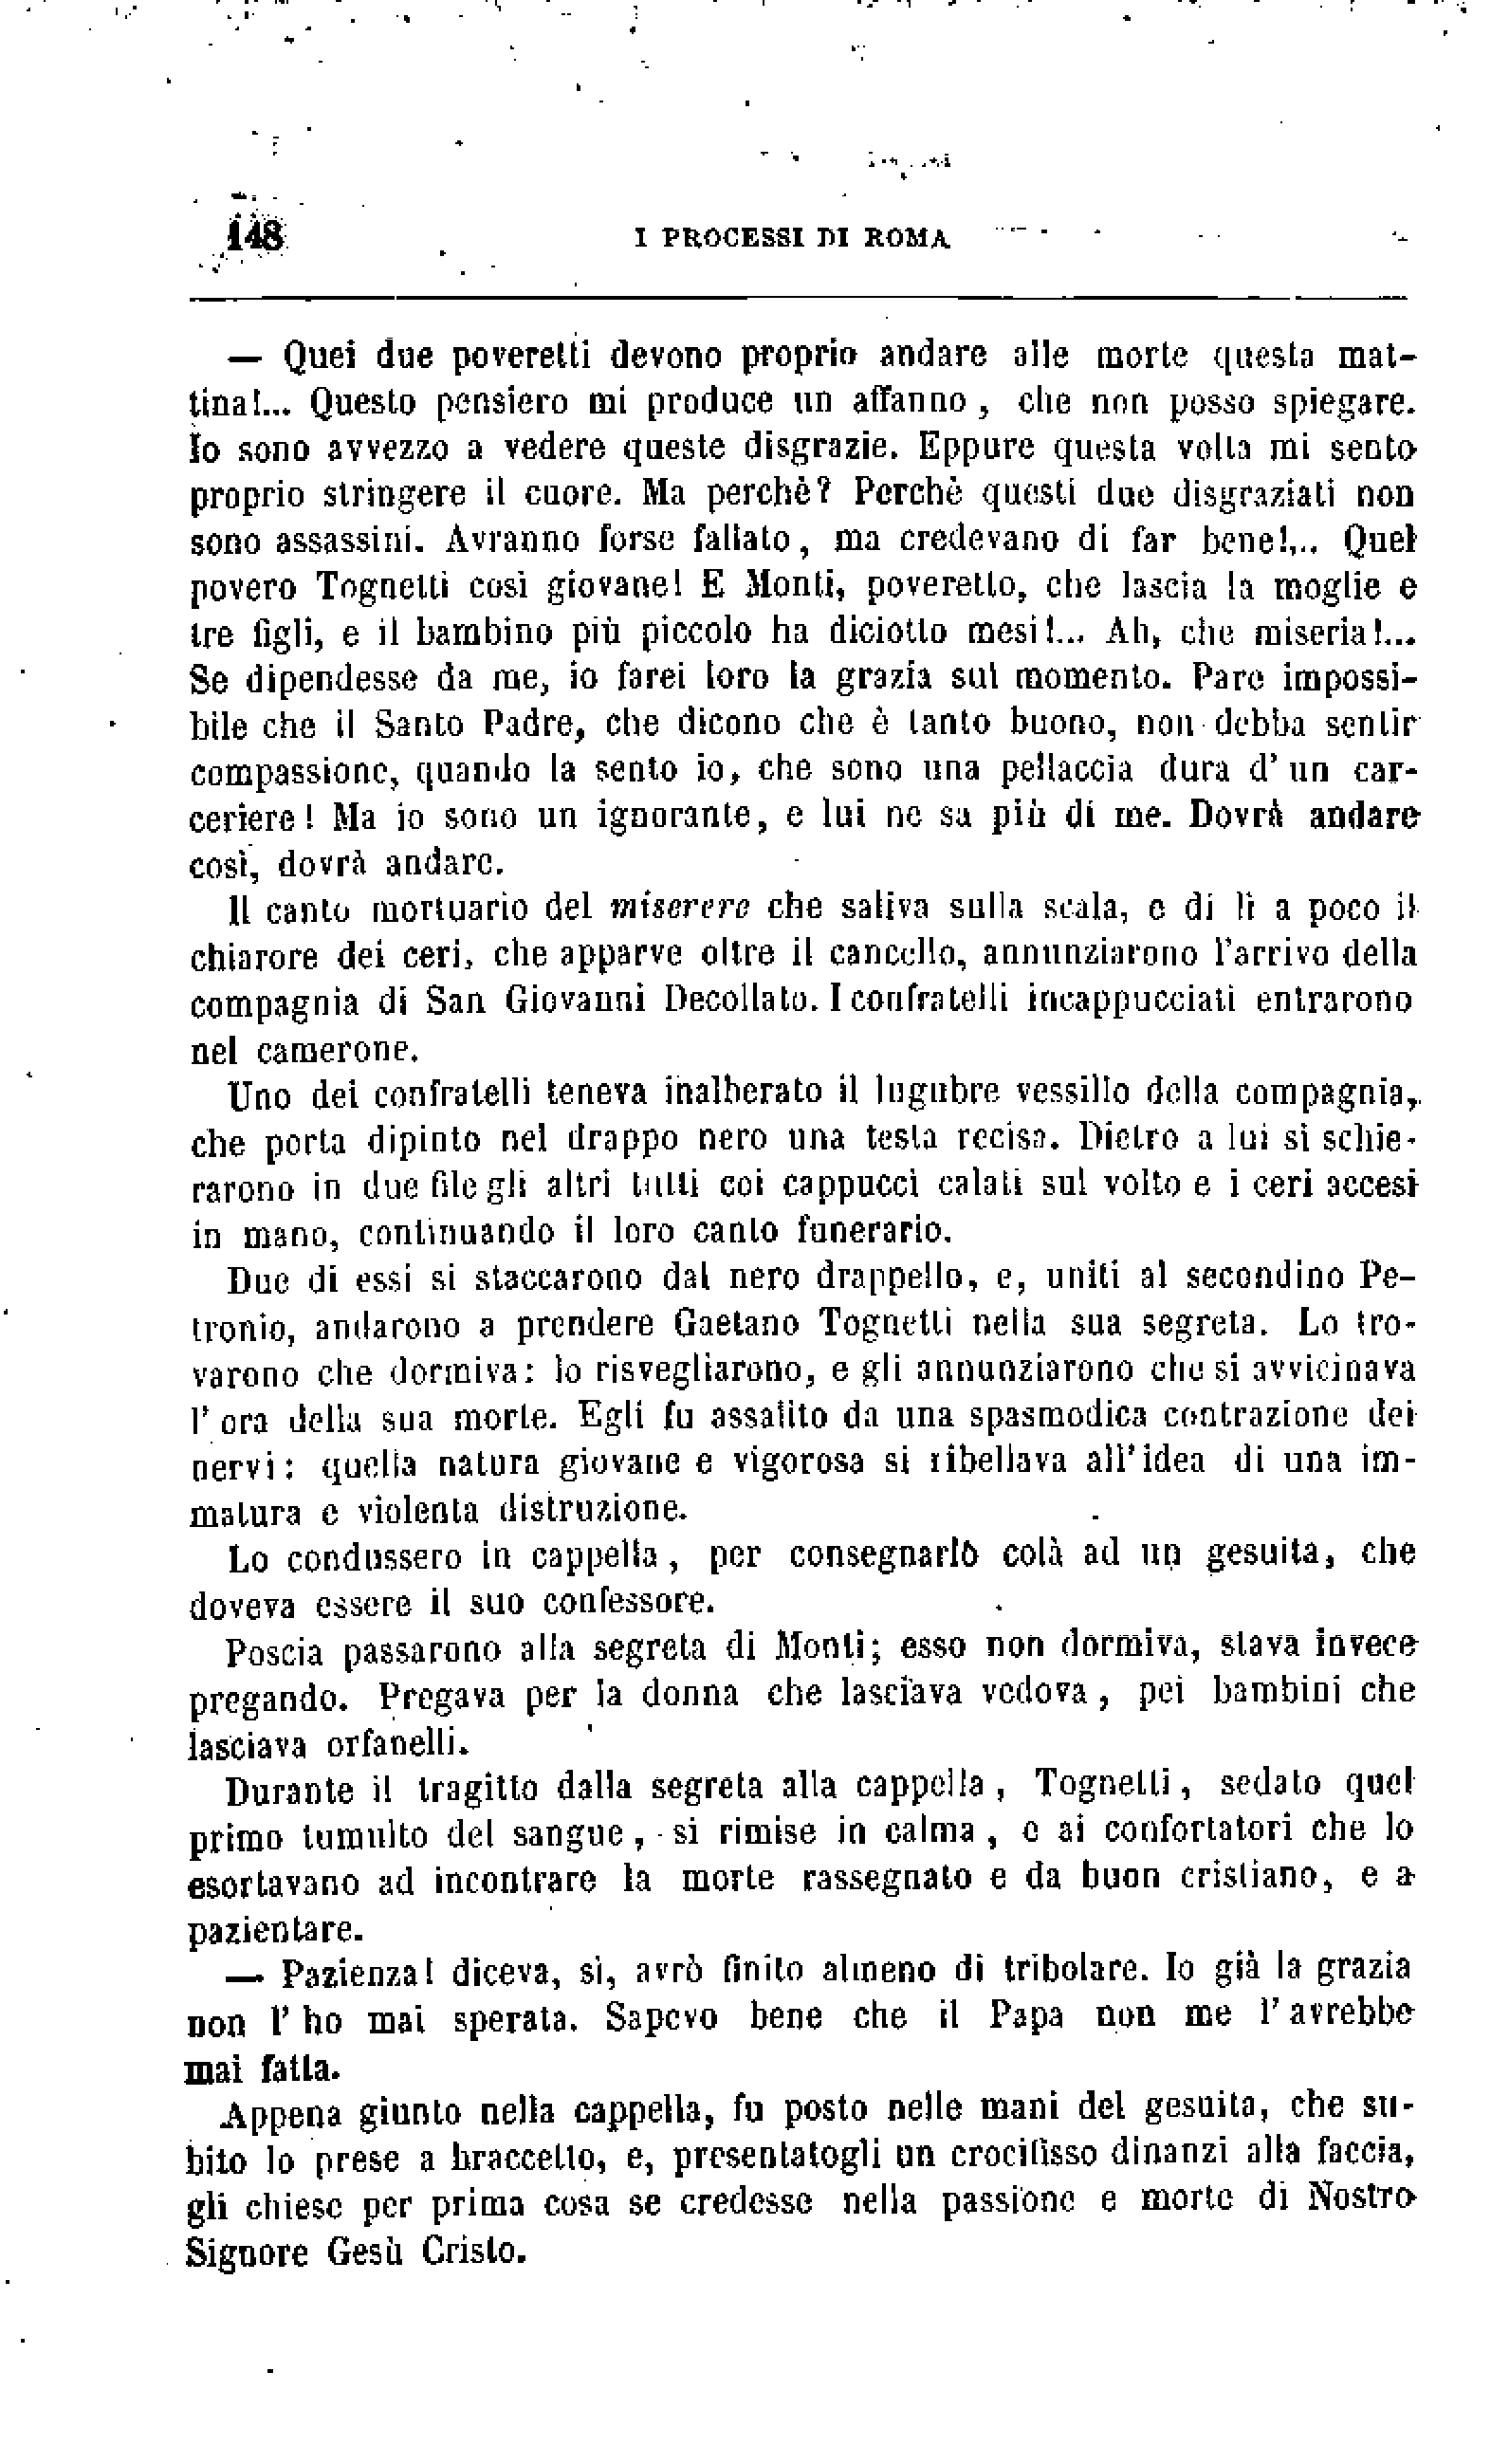 148
I PROCESSI DI ROMA
— Quei due poveretti devono proprio andare alle morte questa mat-
tina!... Questo pensiero mi produce un affanno, che non posso spiegare.
Io sono avvezzo a vedere queste disgrazie. Eppure questa volta mi sento
proprio stringere il cuore. Ma perchè? Perchè questi due disgraziati non
sono assassini. Avranno forse fallato, ma credevano di far bene!... Quel
povero Tognetti così giovane! E Monti, poveretto, che lascia la moglie e
tre figli, e il bambino più piccolo ha diciotto mesi!... Ah, che miseria!...
Se dipendesse da me, io farei loro la grazia sul momento. Pare impossi-
bile che il Santo Padre, che dicono che è tanto buono, non debba sentir
compassione, quando la sento io, che sono una pellaccia dura d' un car-
ceriere! Ma io sono un ignorante, e lui ne sa più di me. Dovrà andare
così, dovrà andare.
Il canto mortuario del miserere che saliva sulla scala, e di lì a poco il
chiarore dei ceri, che apparve oltre il cancello, annunziarono l'arrivo della
compagnia di San Giovanni Decollato. I confratelli incappucciati entrarono
nel camerone.
Uno dei confratelli teneva inalberato il lugubre vessillo della compagnia,
che porta dipinto nel drappo nero una testa recisa. Dietro a lui si schie-
rarono in due file gli altri tutti coi cappucci calati sul volto e i ceri accesi
in mano, continuando il loro canto funerario.
Due di essi si staccarono dal nero drappello, e, uniti al secondino Pe-
tronio, andarono a prendere Gaetano Tognetti nella sua segreta. Lo tro-
varono che dormiva: lo risvegliarono, e gli annunziarono che si avvicinava
l' ora della sua morte. Egli fu assalito da una spasmodica contrazione dei
nervi: quella natura giovane e vigorosa si ribellava all'idea di una im-
matura e violenta distruzione.
Lo condussero in cappella, per consegnarlo colà ad un gesuita, che
doveva essere il suo confessore.
Poscia passarono alla segreta di Monti; esso non dormiva, stava invece
pregando. Pregava per la donna che lasciava vedova, pei bambini che
lasciava orfanelli.
Durante il tragitto dalla segreta alla cappella, Tognetti, sedato quel
primo tumulto del sangue, si rimise in calma, e ai confortatori che lo
esortavano ad incontrare la morte rassegnato e da buon cristiano, e a
pazientare.
— Pazienza! diceva, sì, avrò finito almeno di tribolare. Io già la grazia
non l' ho mai sperata. Sapevo bene che il Papa non me l' avrebbe
mai fatta.
Appena giunto nella cappella, fu posto nelle mani del gesuita, che su-
bito lo prese a braccetto, e, presentatogli un crocifisso dinanzi alla faccia,
gli chiese per prima cosa se credesse nella passione e morte di Nostro
Signore Gesù Cristo.